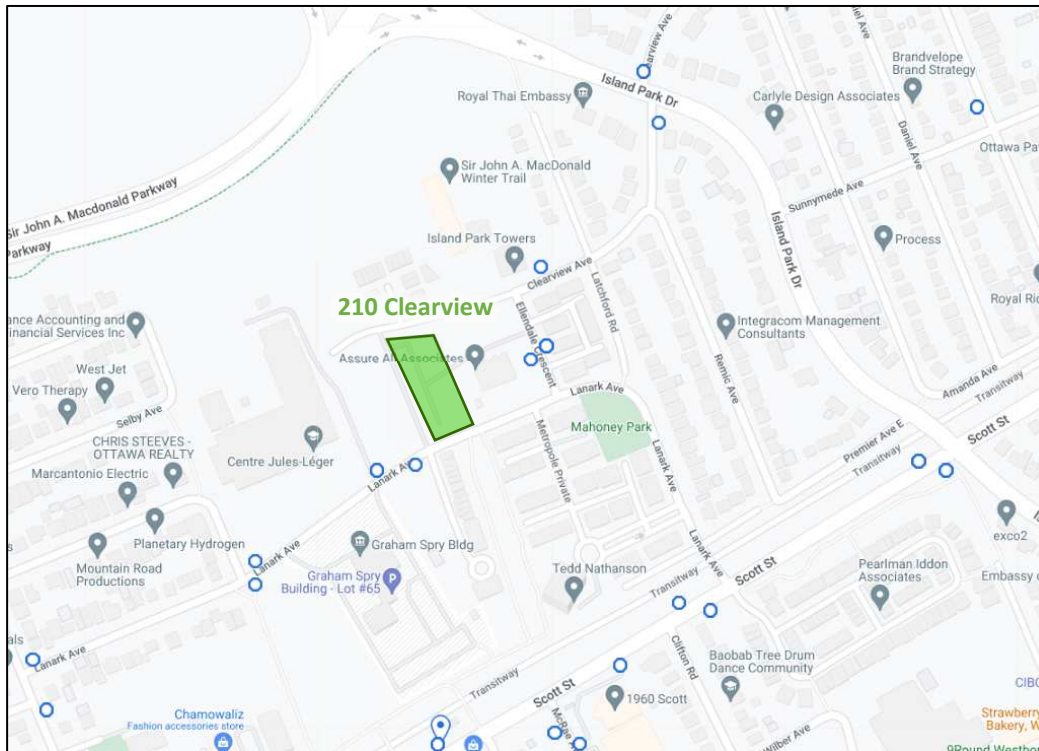 Clearview Ave
Island Park Dr
Brandvelope
Brand Strategy
Royal Thai Embassy
Carlyle Design Associates
Daniel Ave
Ottawa
Sir John A. MacDonald
Winter Trail
Sir John A. Macdonald Parkway
Parkway
Sunnymede Ave
Island Park Dr
Process
Island Park Towers
Clearview Ave
Latchford Rd
Royal
210 Clearview
Ellendale Crescent
Integracom Management
Consultants
ance Accounting and
inancial Services Inc
Assure All Associates
West Jet
Remic Ave
Vero Therapy
Selby Ave
Lanark Ave
Amanda Ave
Transitway
Scott St
Mahoney Park
CHRIS STEEVES -
OTTAWA REALTY
Centre Jules-Léger
Premier Ave E
Transitway
Marcantonio Electric
Lanark Ave
Metropole Private
Lanark Ave
Planetary Hydrogen
Graham Spry Bldg
exco2
Mountain Road
Productions
Lanark Ave
Graham Spry
Building - Lot #65
P
Tedd Nathanson
Lanark Ave
Scott St
Transitway
Pearlman Iddon
Associates
Embassy
als
Lanark Ave
Clifton Rd
Baobab Tree Drum
Dance Community
Transitway
Scott St
CIBC
1960 Scott
Chamowaliz
Fashion accessories store
McRae
Wilber Ave
Strawberry
Bakery, W
9Round